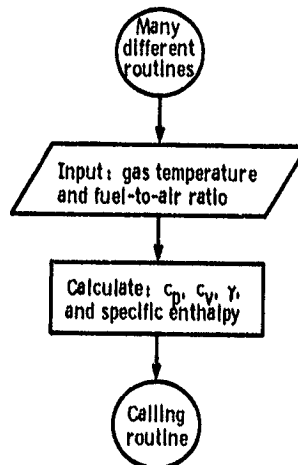 Many
different
routines
Input: gas temperature
and fuel-to-air ratio
Calculate: cp, cv, γ,
and specific enthalpy
Calling
routine